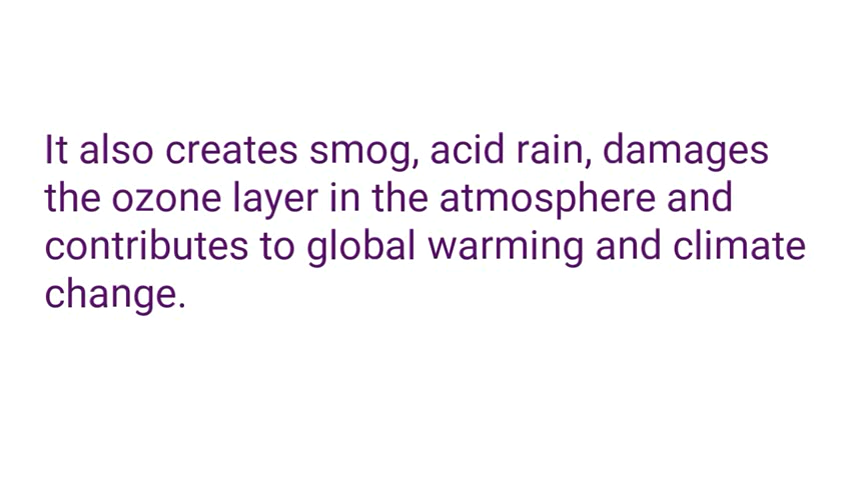 It also creates smog, acid rain, damages
the ozone layer in the atmosphere and
contributes to global warming and climate
change.